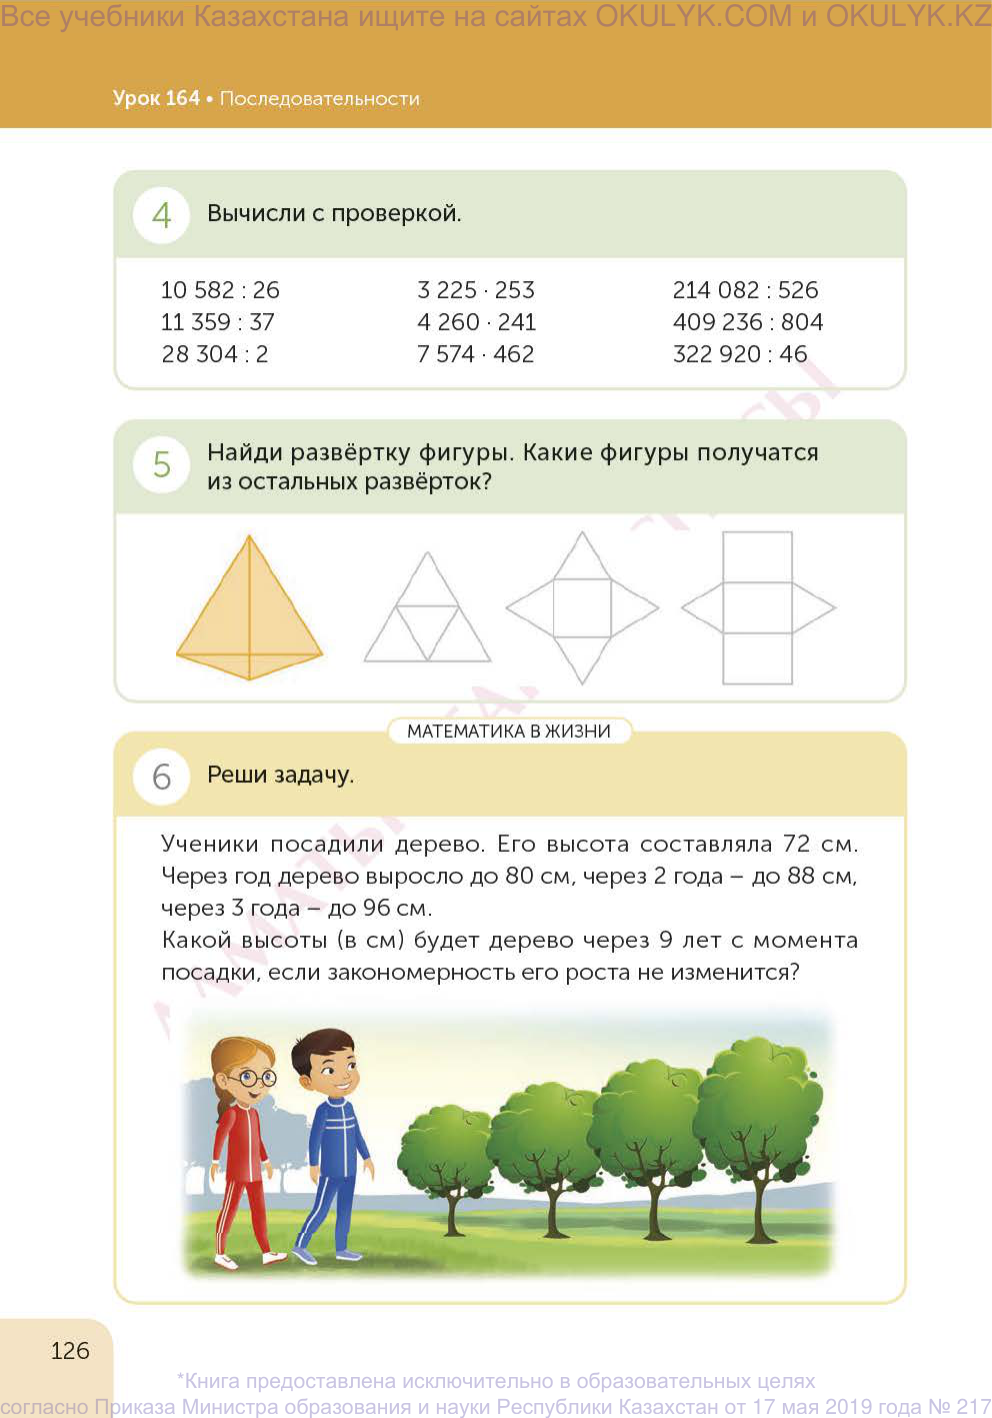 Все учебники Казахстана ищите на сайтах OKULYK.COM и OKULYK.KZ
Урок 164 • Последовательности
4 Вычисли с проверкой.
10 582 : 26 3 225 · 253 214 082 : 526
11 359 : 37 4 260 · 241 409 236 : 804
28 304 : 2 7 574 · 462 322 920 : 46
5 Найди развёртку фигуры. Какие фигуры получатся
из остальных развёрток?
МАТЕМАТИКА В ЖИЗНИ
6 Реши задачу.
Ученики посадили дерево. Его высота составляла 72 см.
Через год дерево выросло до 80 см, через 2 года – до 88 см,
через 3 года – до 96 см.
Какой высоты (в см) будет дерево через 9 лет с момента
посадки, если закономерность его роста не изменится?
126
*Книга предоставлена исключительно в образовательных целях
согласно Приказа Министра образования и науки Республики Казахстан от 17 мая 2019 года № 217